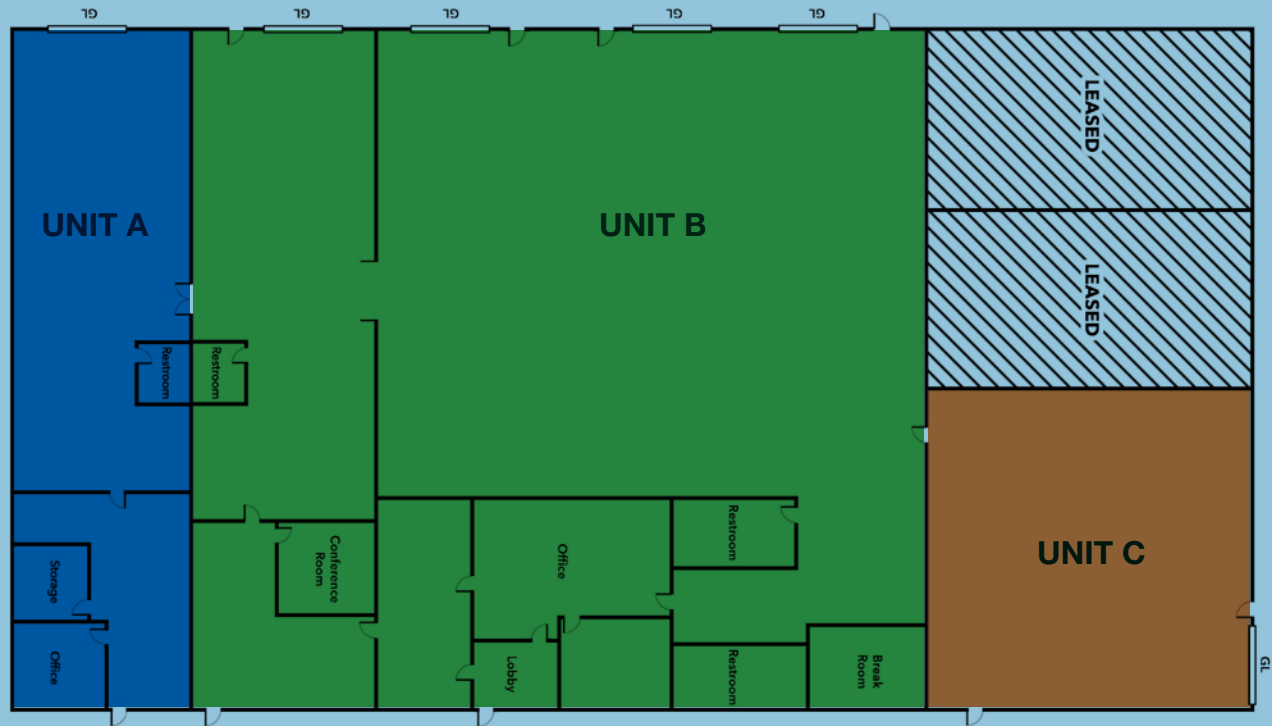 GL
GL
GL
GL
GL
LEASED
UNIT A
UNIT B
LEASED
Restroom
Restroom
Restroom
Conference
Room
Office
UNIT C
Storage
Office
Lobby
Restroom
Break
Room
GL